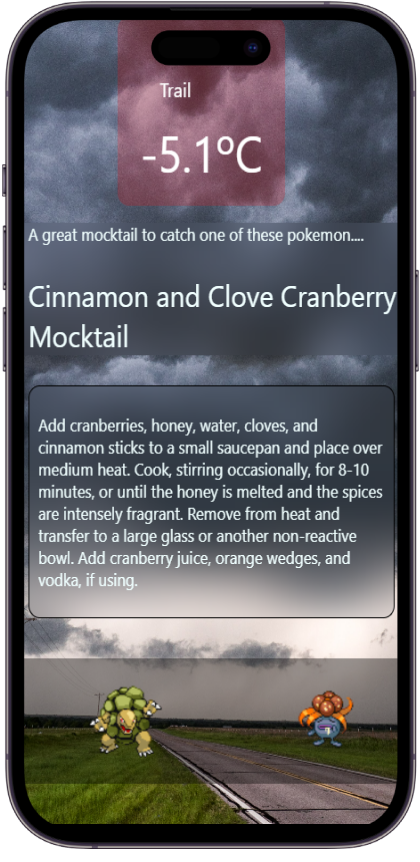 Trail
-5.1°C
A great mocktail to catch one of these pokemon....
Cinnamon and Clove Cranberry
Mocktail
Add cranberries, honey, water, cloves, and
cinnamon sticks to a small saucepan and place over
medium heat. Cook, stirring occasionally, for 8-10
minutes, or until the honey is melted and the spices
are intensely fragrant. Remove from heat and
transfer to a large glass or another non-reactive
bowl. Add cranberry juice, orange wedges, and
vodka, if using.